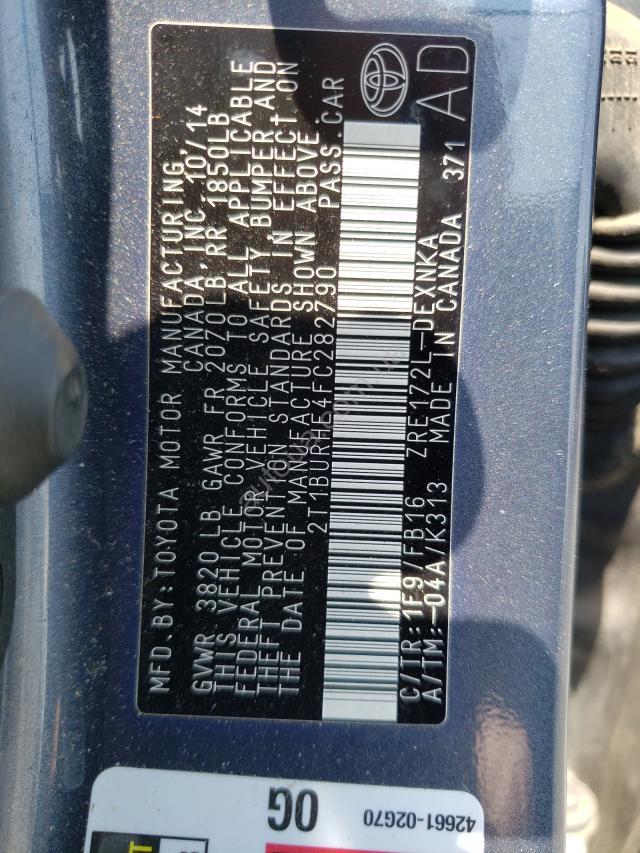 MFD.BY:TOYOTA MOTOR MANUFACTURING
CANADA, INC. 10/14
GVWR 3820 LB GAWR FR 2070LB, RR 1850LB
THIS VEHICLE CONFORMS TO ALL APPLICABLE
FEDERAL MOTOR VEHICLE SAFETY BUMPER AND
THEFT PREVENTION STANDARDS IN EFFECT ON
THE DATE OF MANUFACTURE SHOWN ABOVE.
2T1BURHE4FC282790 PASS.CAR
C/TR: 1F9/FB16 ZRE172L-DEXNKA
A/TM: -04A/K313 MADE IN CANADA 371
AD
0G
42661-02G70